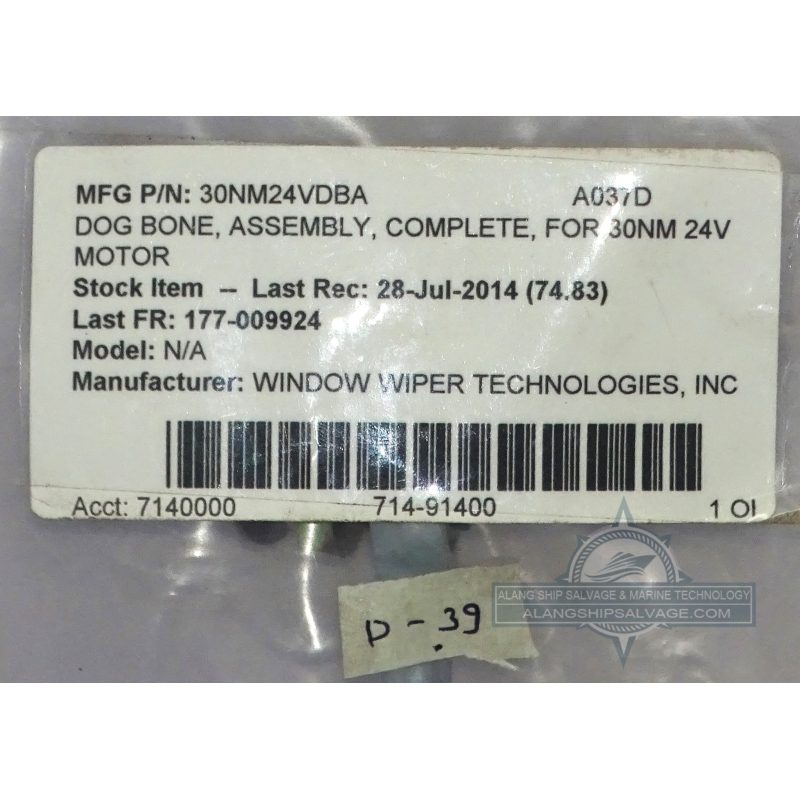 MFG P/N: 30NM24VDBA A037D
DOG BONE, ASSEMBLY, COMPLETE, FOR 30NM 24V
MOTOR
Stock Item -- Last Rec: 28-Jul-2014 (74.83)
Last FR: 177-009924
Model: N/A
Manufacturer: WINDOW WIPER TECHNOLOGIES, INC
Acct: 7140000 714-91400 1 OI
ALANG SHIP SALVAGE & MARINE TECHNOLOGY
ALANGSHIPSALVAGE.COM
D-39